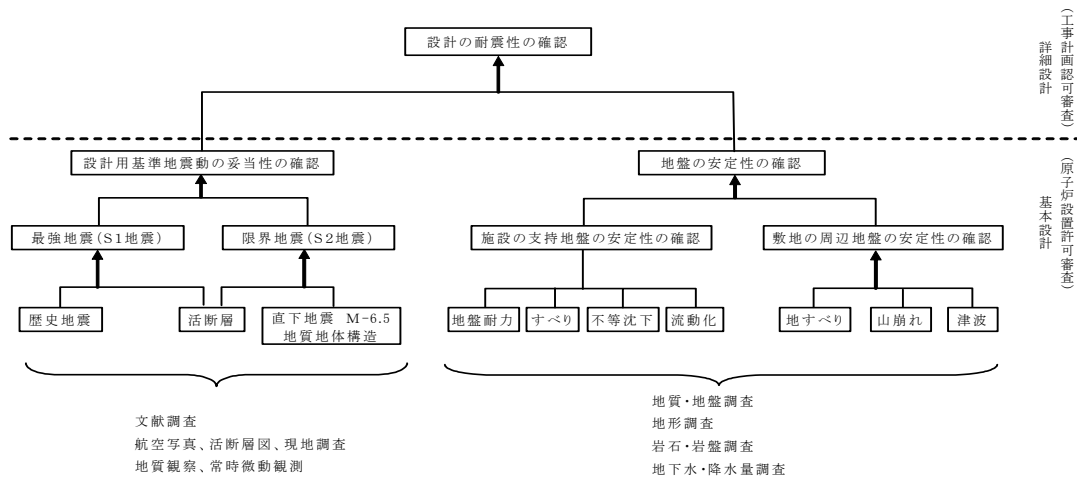 設計の耐震性の確認
(工事計画認可審査)
詳細設計
設計用基準地震動の妥当性の確認
地盤の安定性の確認
(原子炉設置許可審査)
基本設計
最強地震(S1地震)
限界地震(S2地震)
施設の支持地盤の安定性の確認
敷地の周辺地盤の安定性の確認
歴史地震
活断層
直下地震 M-6.5
地質地体構造
地盤耐力
すべり
不等沈下
流動化
地すべり
山崩れ
津波
文献調査
航空写真、活断層図、現地調査
地質観察、常時微動観測
地質・地盤調査
地形調査
岩石・岩盤調査
地下水・降水量調査